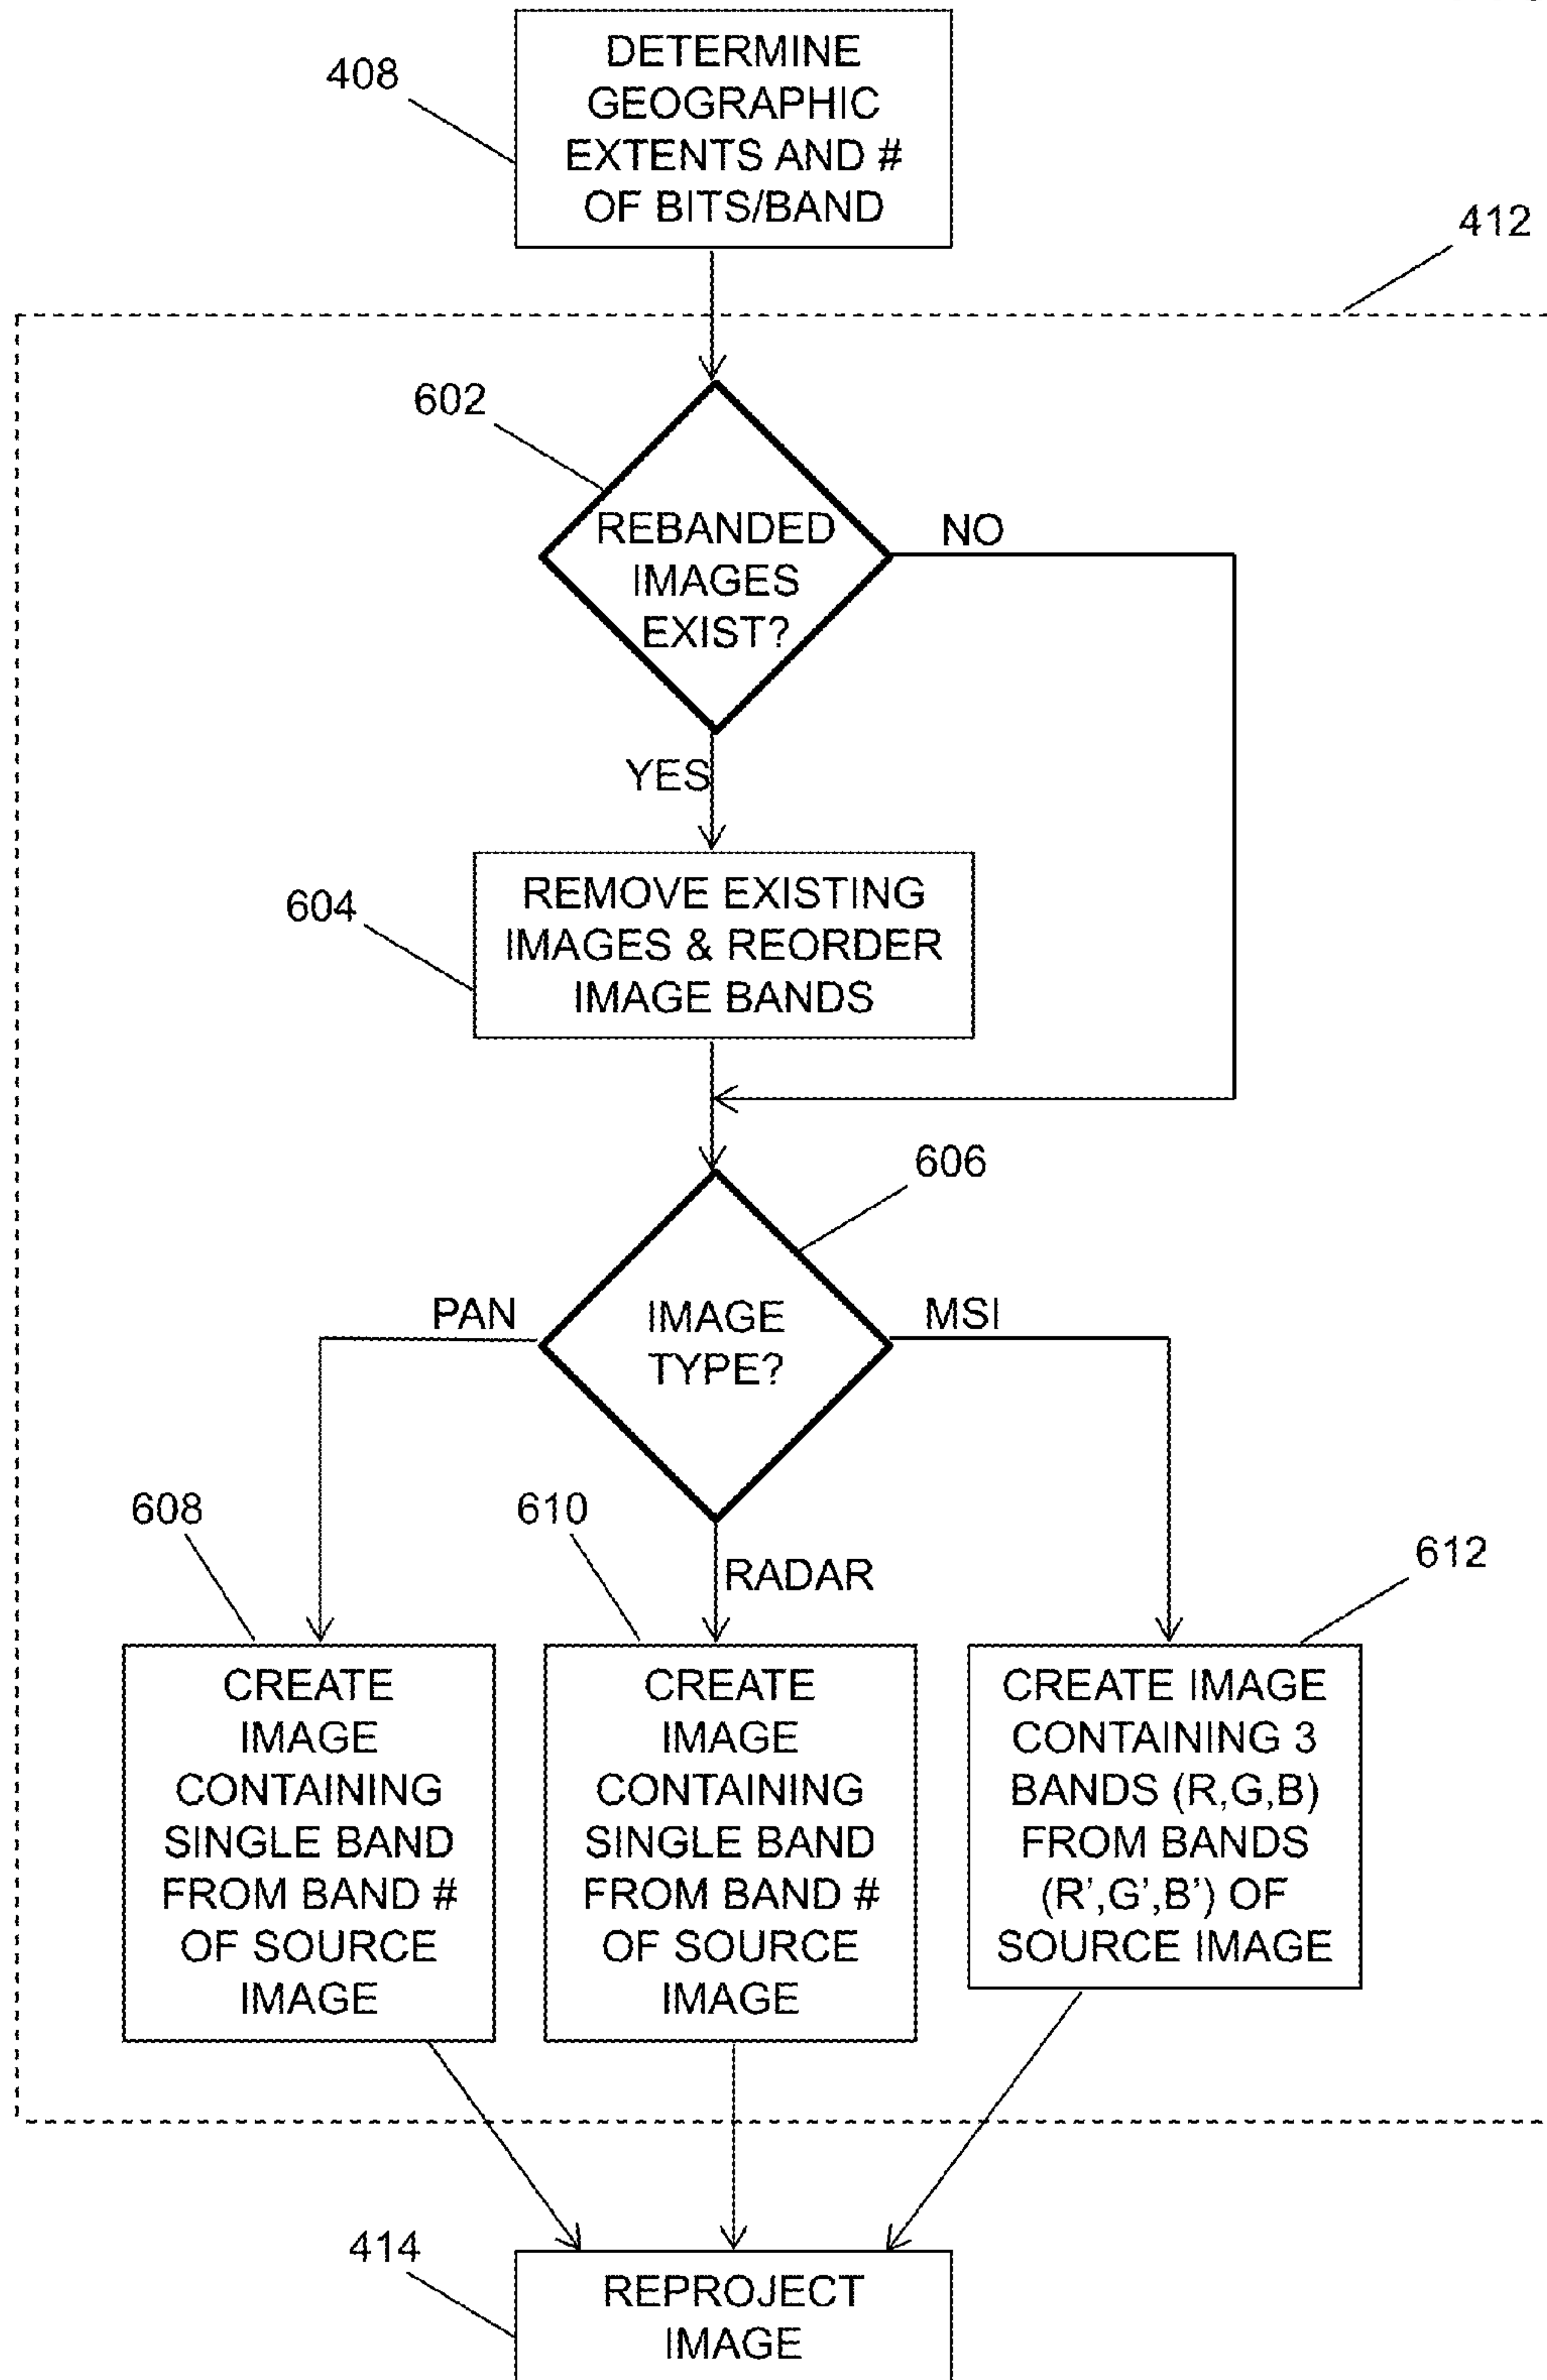 408
DETERMINE
GEOGRAPHIC
EXTENTS AND #
OF BITS/BAND
412
602
REBANDED
IMAGES
EXIST?
NO
YES
604
REMOVE EXISTING
IMAGES & REORDER
IMAGE BANDS
606
PAN
IMAGE
TYPE?
MSI
RADAR
608
CREATE
IMAGE
CONTAINING
SINGLE BAND
FROM BAND #
OF SOURCE
IMAGE
610
CREATE
IMAGE
CONTAINING
SINGLE BAND
FROM BAND #
OF SOURCE
IMAGE
612
CREATE IMAGE
CONTAINING 3
BANDS (R,G,B)
FROM BANDS
(R’,G’,B’) OF
SOURCE IMAGE
414
REPROJECT
IMAGE